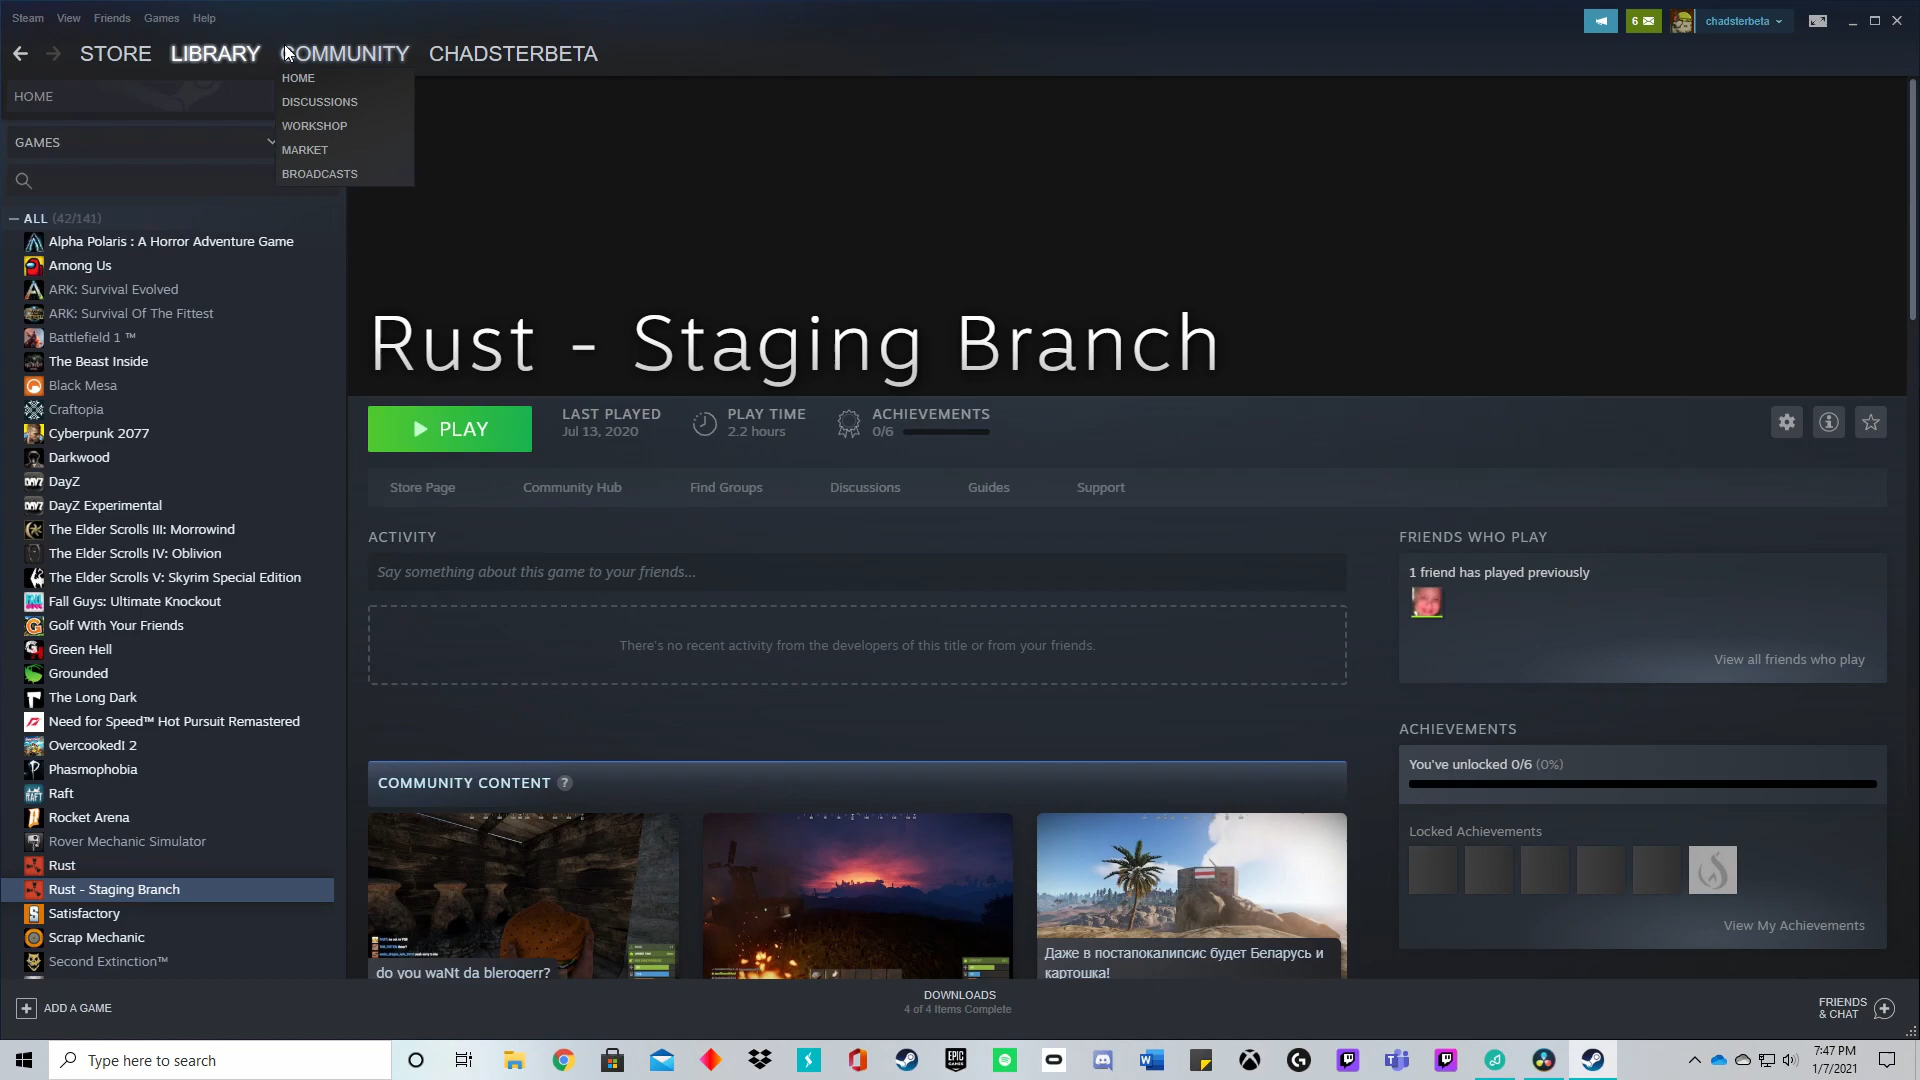 Steam View Friends Games Help
6
chadsterbeta
STORE LIBRARY COMMUNITY CHADSTERBETA
HOME
DISCUSSIONS
WORKSHOP
MARKET
BROADCASTS
HOME
GAMES
ALL (42/141)
Alpha Polaris : A Horror Adventure Game
Among Us
ARK: Survival Evolved
ARK: Survival Of The Fittest
Battlefield 1 ™
The Beast Inside
Black Mesa
Craftopia
Cyberpunk 2077
Darkwood
DayZ
DayZ Experimental
The Elder Scrolls III: Morrowind
The Elder Scrolls IV: Oblivion
The Elder Scrolls V: Skyrim Special Edition
Fall Guys: Ultimate Knockout
Golf With Your Friends
Green Hell
Grounded
The Long Dark
Need for Speed™ Hot Pursuit Remastered
Overcooked! 2
Phasmophobia
Raft
Rocket Arena
Rover Mechanic Simulator
Rust
Rust - Staging Branch
Satisfactory
Scrap Mechanic
Second Extinction™
ADD A GAME
Rust - Staging Branch
PLAY
LAST PLAYED
Jul 13, 2020
PLAY TIME
2.2 hours
ACHIEVEMENTS
0/6
Store Page Community Hub Find Groups Discussions Guides Support
ACTIVITY
Say something about this game to your friends...
There's no recent activity from the developers of this title or from your friends.
COMMUNITY CONTENT ?
do you waNt da blerogerr?
Даже в постапокалипсис будет Беларусь и
картошка!
FRIENDS WHO PLAY
1 friend has played previously
View all friends who play
ACHIEVEMENTS
You've unlocked 0/6 (0%)
Locked Achievements
View My Achievements
DOWNLOADS
4 of 4 Items Complete
FRIENDS
& CHAT
Type here to search
EPIC
GAMES
7:47 PM
1/7/2021